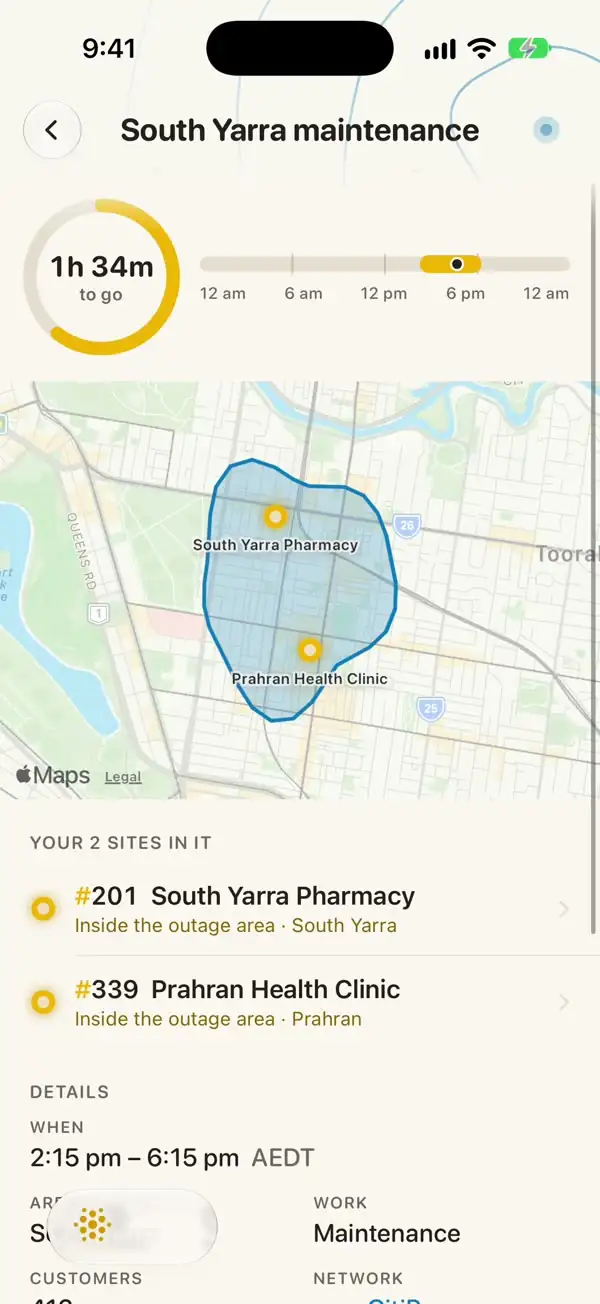 9:41
South Yarra maintenance
1h 34m
to go
12 am 6 am 12 pm 6 pm 12 am
26
South Yarra Pharmacy
QUEENS RD
Toora
1
Prahran Health Clinic
25
Maps Legal
YOUR 2 SITES IN IT
#201 South Yarra Pharmacy
Inside the outage area · South Yarra
#339 Prahran Health Clinic
Inside the outage area · Prahran
DETAILS
WHEN
2:15 pm – 6:15 pm AEDT
WORK
Maintenance
CUSTOMERS NETWORK